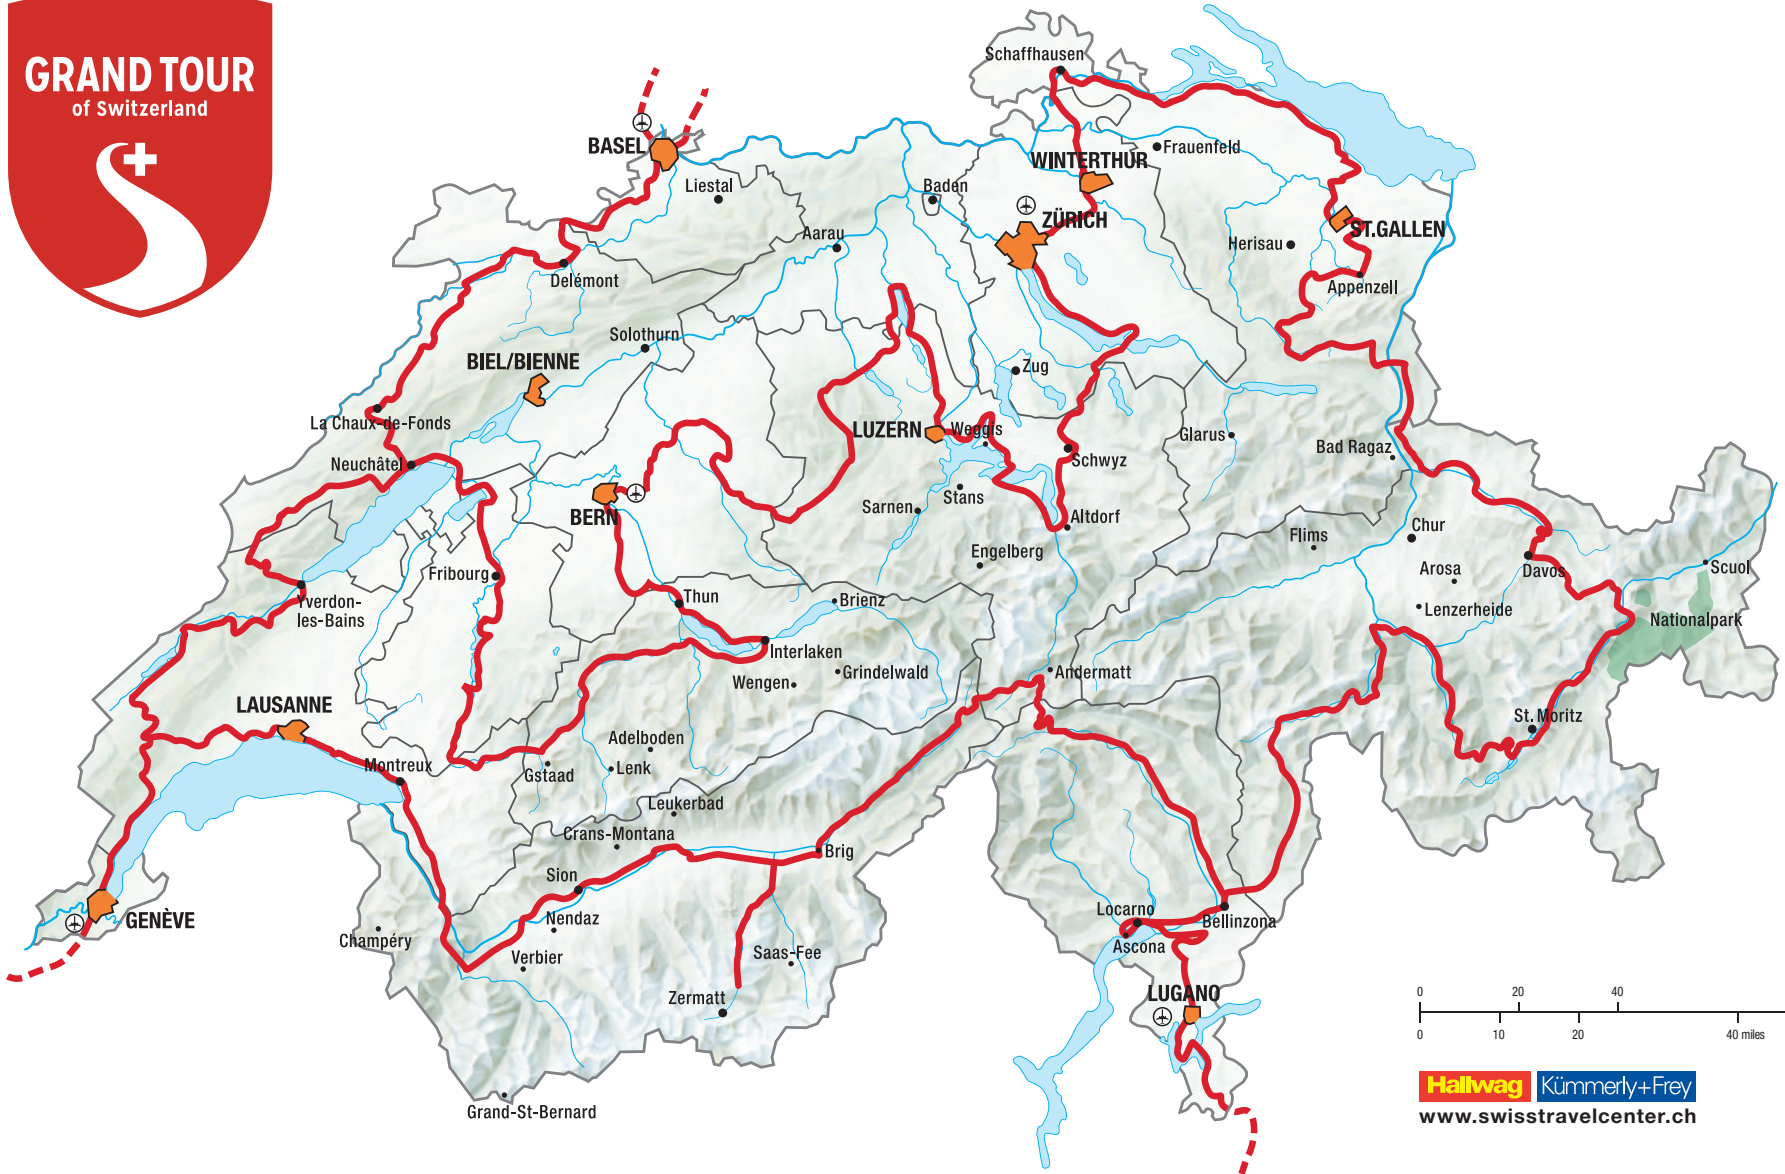 GRAND TOUR
of Switzerland
Schaffhausen
BASEL
Liestal
Baden
WINTERTHUR
Frauenfeld
ZÜRICH
ST.GALLEN
Herisau
Aarau
Delémont
Appenzell
Solothurn
BIEL/BIENNE
Zug
La Chaux-de-Fonds
LUZERN
Weggis
Glarus
Schwyz
Bad Ragaz
Neuchâtel
Stans
Sarnen
BERN
Altdorf
Engelberg
Flims
Chur
Fribourg
Arosa
Davos
Scuol
Yverdon-
les-Bains
Thun
Brienz
Lenzerheide
Nationalpark
Interlaken
Wengen
Grindelwald
Andermatt
LAUSANNE
St. Moritz
Adelboden
Montreux
Gstaad
Lenk
Leukerbad
Crans-Montana
Brig
Sion
GENÈVE
Nendaz
Locarno
Bellinzona
Champéry
Ascona
Verbier
Saas-Fee
Zermatt
LUGANO
Grand-St-Bernard
0 20 40
0 10 20 40 miles
Hallwag Kümmerly+Frey
www.swisstravelcenter.ch